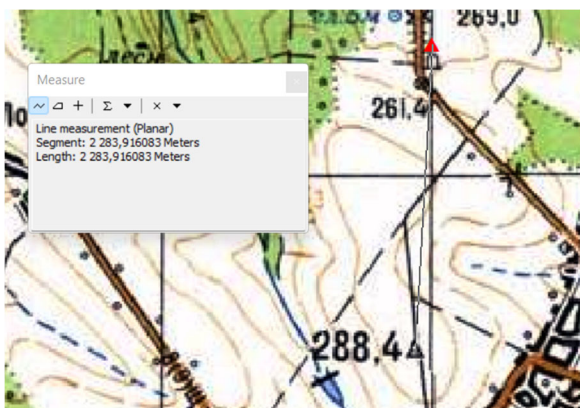 269,0
Measure
261,4
Line measurement (Planar)
Segment: 2 283,916083 Meters
Length: 2 283,916083 Meters
288,4